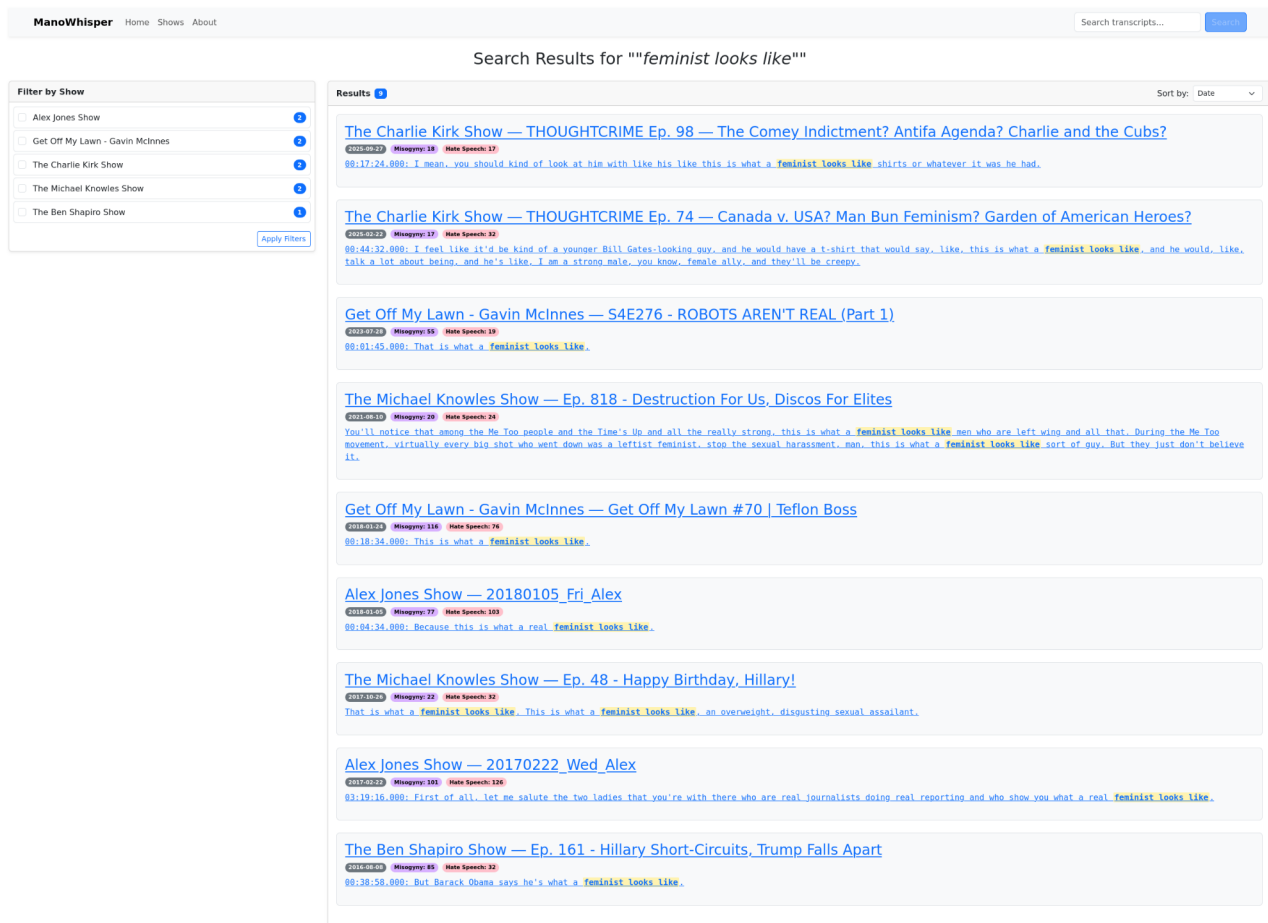 ManoWhisper Home Shows About Search transcripts... Search
Search Results for ""feminist looks like""
Filter by Show
Alex Jones Show 2
Get Off My Lawn - Gavin McInnes 2
The Charlie Kirk Show 2
The Michael Knowles Show 2
The Ben Shapiro Show 1
Apply Filters
Results 9 Sort by: Date
The Charlie Kirk Show — THOUGHTCRIME Ep. 98 — The Comey Indictment? Antifa Agenda? Charlie and the Cubs?
2025-09-27 Misogyny: 18 Hate Speech: 17
00:17:24.000: I mean, you should kind of look at him with like his like this is what a feminist looks like shirts or whatever it was he had.
The Charlie Kirk Show — THOUGHTCRIME Ep. 74 — Canada v. USA? Man Bun Feminism? Garden of American Heroes?
2025-02-22 Misogyny: 17 Hate Speech: 32
00:44:32.000: I feel like it'd be kind of a younger Bill Gates-looking guy, and he would have a t-shirt that would say, like, this is what a feminist looks like, and he would, like,
talk a lot about being, and he's like, I am a strong male, you know, female ally, and they'll be creepy.
Get Off My Lawn - Gavin McInnes — S4E276 - ROBOTS AREN'T REAL (Part 1)
2023-07-28 Misogyny: 55 Hate Speech: 19
00:01:45.000: That is what a feminist looks like.
The Michael Knowles Show — Ep. 818 - Destruction For Us, Discos For Elites
2021-08-10 Misogyny: 20 Hate Speech: 24
You'll notice that among the Me Too people and the Time's Up and all the really strong, this is what a feminist looks like men who are left wing and all that. During the Me Too
movement, virtually every big shot who went down was a leftist feminist, stop the sexual harassment, man, this is what a feminist looks like sort of guy. But they just don't believe
it.
Get Off My Lawn - Gavin McInnes — Get Off My Lawn #70 | Teflon Boss
2018-01-24 Misogyny: 116 Hate Speech: 76
00:18:34.000: This is what a feminist looks like.
Alex Jones Show — 20180105_Fri_Alex
2018-01-05 Misogyny: 77 Hate Speech: 103
00:04:34.000: Because this is what a real feminist looks like.
The Michael Knowles Show — Ep. 48 - Happy Birthday, Hillary!
2017-10-26 Misogyny: 22 Hate Speech: 32
That is what a feminist looks like. This is what a feminist looks like, an overweight, disgusting sexual assailant.
Alex Jones Show — 20170222_Wed_Alex
2017-02-22 Misogyny: 101 Hate Speech: 126
03:19:16.000: First of all, let me salute the two ladies that you're with there who are real journalists doing real reporting and who show you what a real feminist looks like.
The Ben Shapiro Show — Ep. 161 - Hillary Short-Circuits, Trump Falls Apart
2016-08-08 Misogyny: 85 Hate Speech: 32
00:38:58.000: But Barack Obama says he's what a feminist looks like.